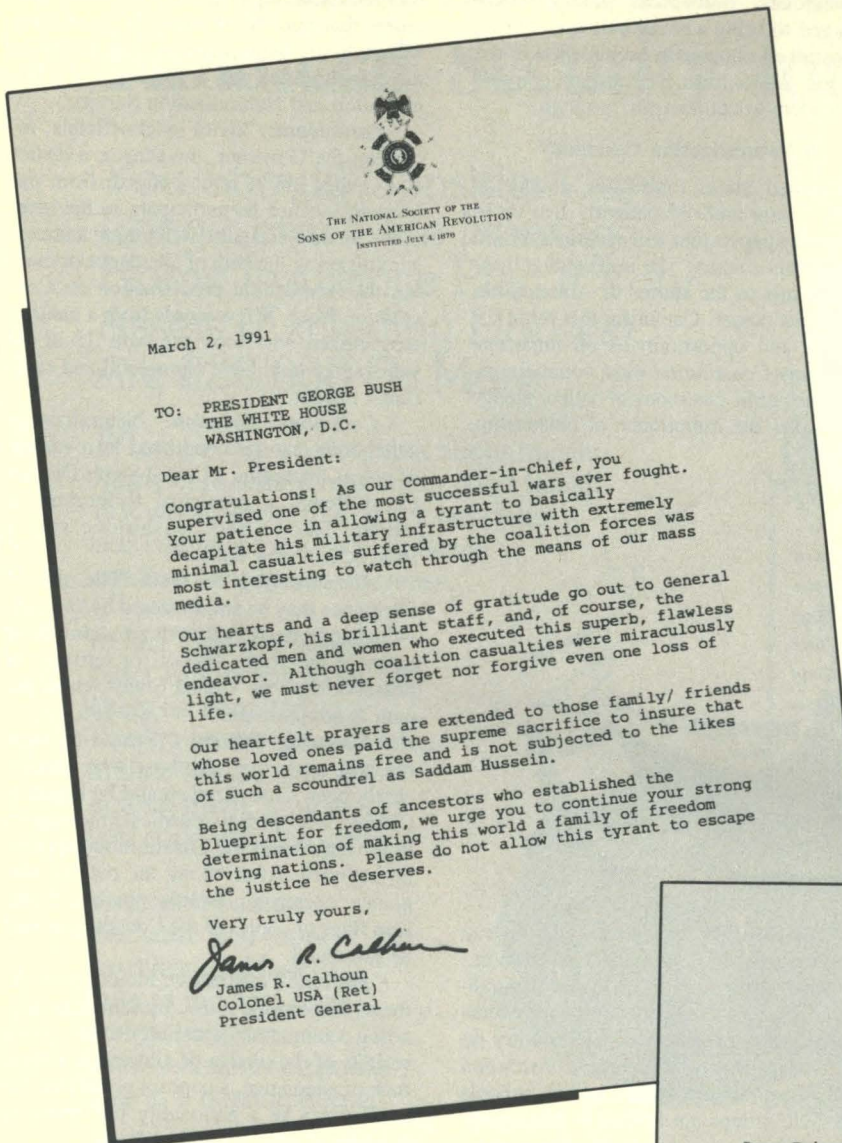 THE NATIONAL SOCIETY OF THE
SONS OF THE AMERICAN REVOLUTION
INSTITUTED JULY 4, 1876
March 2, 1991
TO: PRESIDENT GEORGE BUSH
THE WHITE HOUSE
WASHINGTON, D.C.
Dear Mr. President:
Congratulations! As our Commander-in-Chief, you
supervised one of the most successful wars ever fought.
Your patience in allowing a tyrant to basically
decapitate his military infrastructure with extremely
minimal casualties suffered by the coalition forces was
most interesting to watch through the means of our mass
media.
Our hearts and a deep sense of gratitude go out to General
Schwarzkopf, his brilliant staff, and, of course, the
dedicated men and women who executed this superb, flawless
endeavor. Although coalition casualties were miraculously
light, we must never forget nor forgive even one loss of
life.
Our heartfelt prayers are extended to those family/ friends
whose loved ones paid the supreme sacrifice to insure that
this world remains free and is not subjected to the likes
of such a scoundrel as Saddam Hussein.
Being descendants of ancestors who established the
blueprint for freedom, we urge you to continue your strong
determination of making this world a family of freedom
loving nations. Please do not allow this tyrant to escape
the justice he deserves.
Very truly yours,
James R. Calhoun
James R. Calhoun
Colonel USA (Ret)
President General